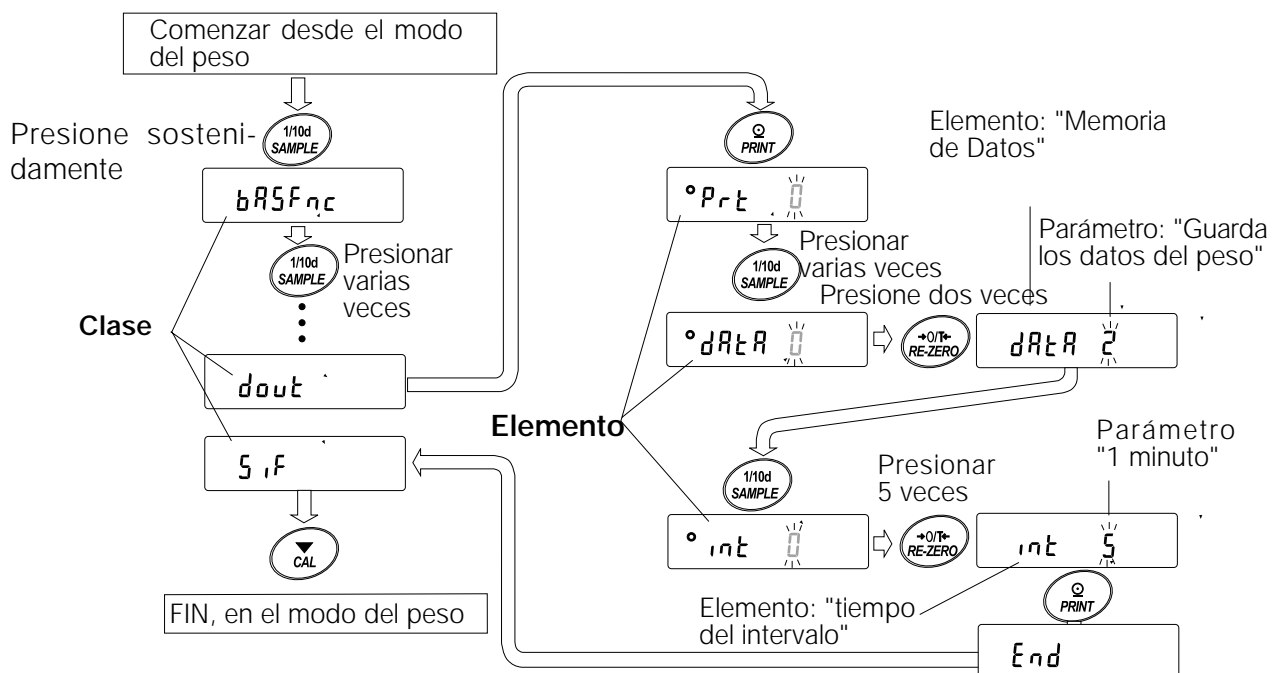 Comenzar desde el modo
del peso
Presione sosteni-
damente
1/10d
SAMPLE
bASFnc
1/10d
SAMPLE
Presionar
varias
veces
Clase
dout
S iF
CAL
FIN, en el modo del peso
PRINT
Prt 0
1/10d
SAMPLE
Presionar
varias veces
Presione dos veces
dAtA 0
→0/T←
RE-ZERO
Elemento: "Memoria
de Datos"
Parámetro: "Guarda
los datos del peso"
dAtA 2
Elemento
1/10d
SAMPLE
int 0
Presionar
5 veces
→0/T←
RE-ZERO
Parámetro
"1 minuto"
int 5
Elemento: "tiempo
del intervalo"
PRINT
End